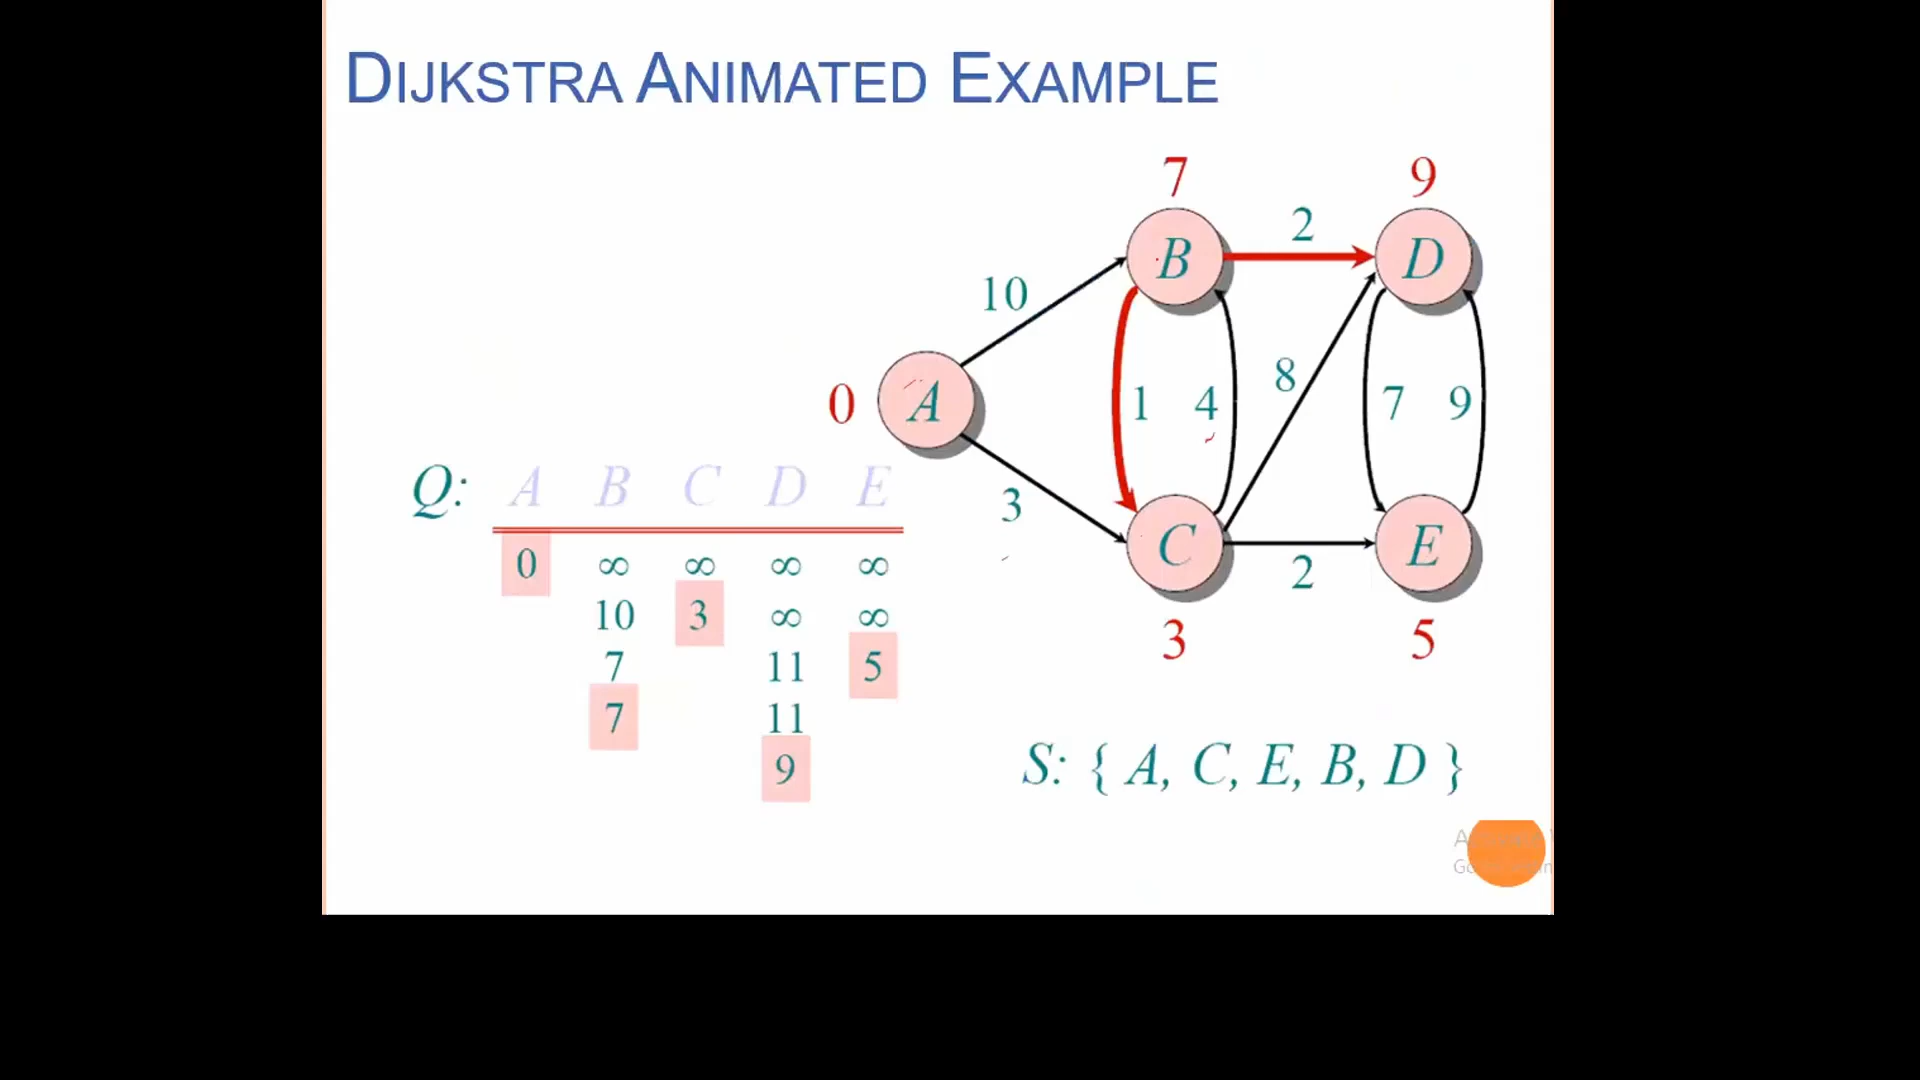 DIJKSTRA ANIMATED EXAMPLE
7 9
2
B D
10
8
0 A 1 4 7 9
3
C E
2
3 5
Q: A B C D E
0 ∞ ∞ ∞ ∞
10 3 ∞ ∞
7 11 5
7 11
9
S: { A, C, E, B, D }